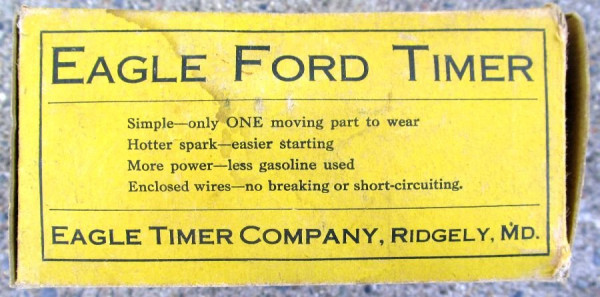 EAGLE FORD TIMER
Simple—only ONE moving part to wear
Hotter spark—easier starting
More power—less gasoline used
Enclosed wires—no breaking or short-circuiting.
EAGLE TIMER COMPANY, RIDGELY, MD.